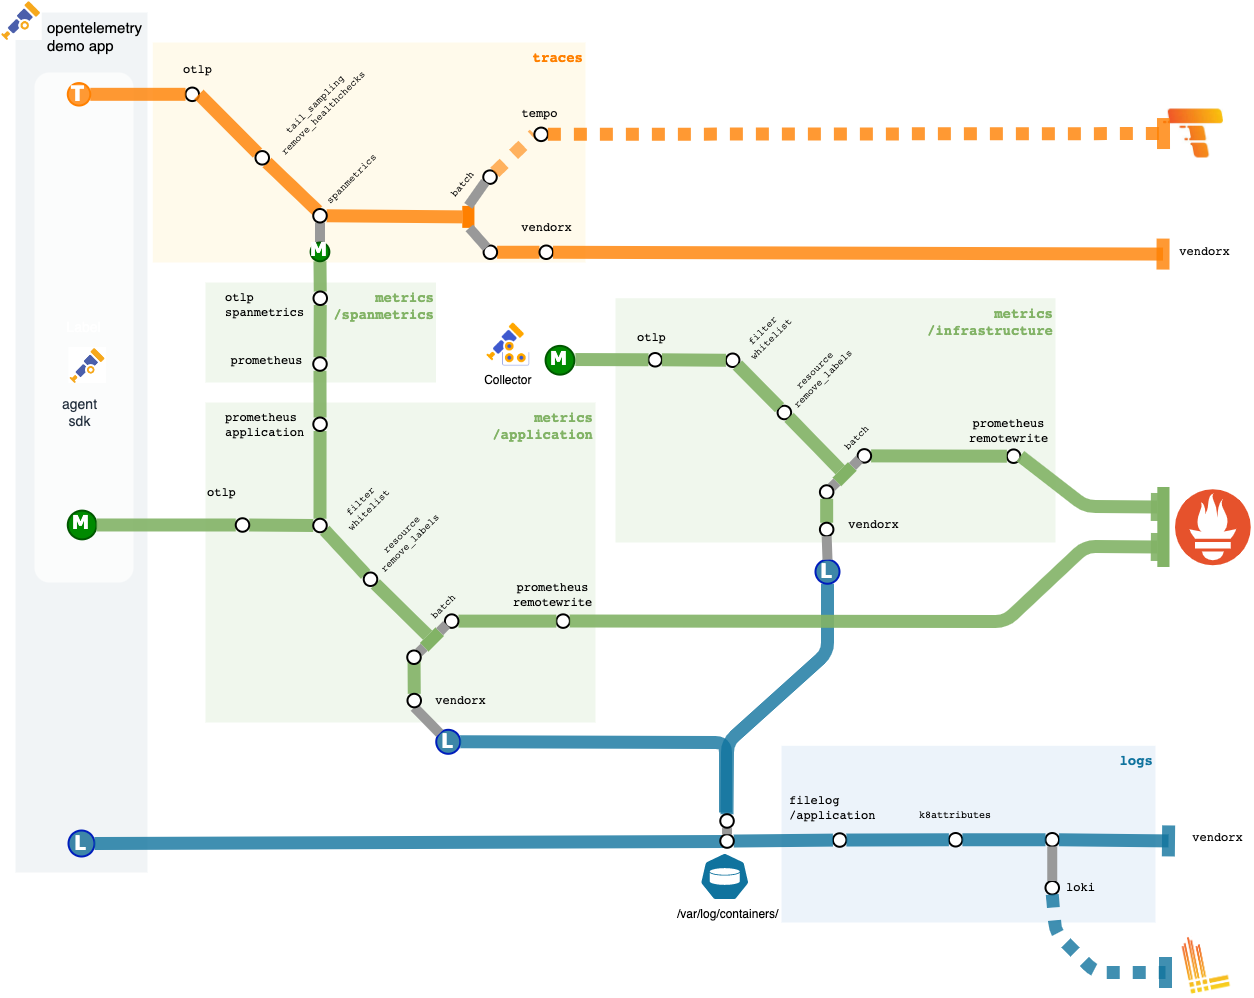 opentelemetry
demo app
traces
T
otlp
tail_sampling
remove_healthchecks
spanmetrics
batch
tempo
vendorx
vendorx
M
otlp
spanmetrics
metrics
/spanmetrics
prometheus
agent
sdk
Collector
M
otlp
filter
whitelist
resource
remove_labels
metrics
/infrastructure
batch
prometheus
remotewrite
vendorx
L
prometheus
application
metrics
/application
M
otlp
filter
whitelist
resource
remove_labels
batch
prometheus
remotewrite
vendorx
L
logs
L
filelog
/application
k8attributes
vendorx
loki
/var/log/containers/